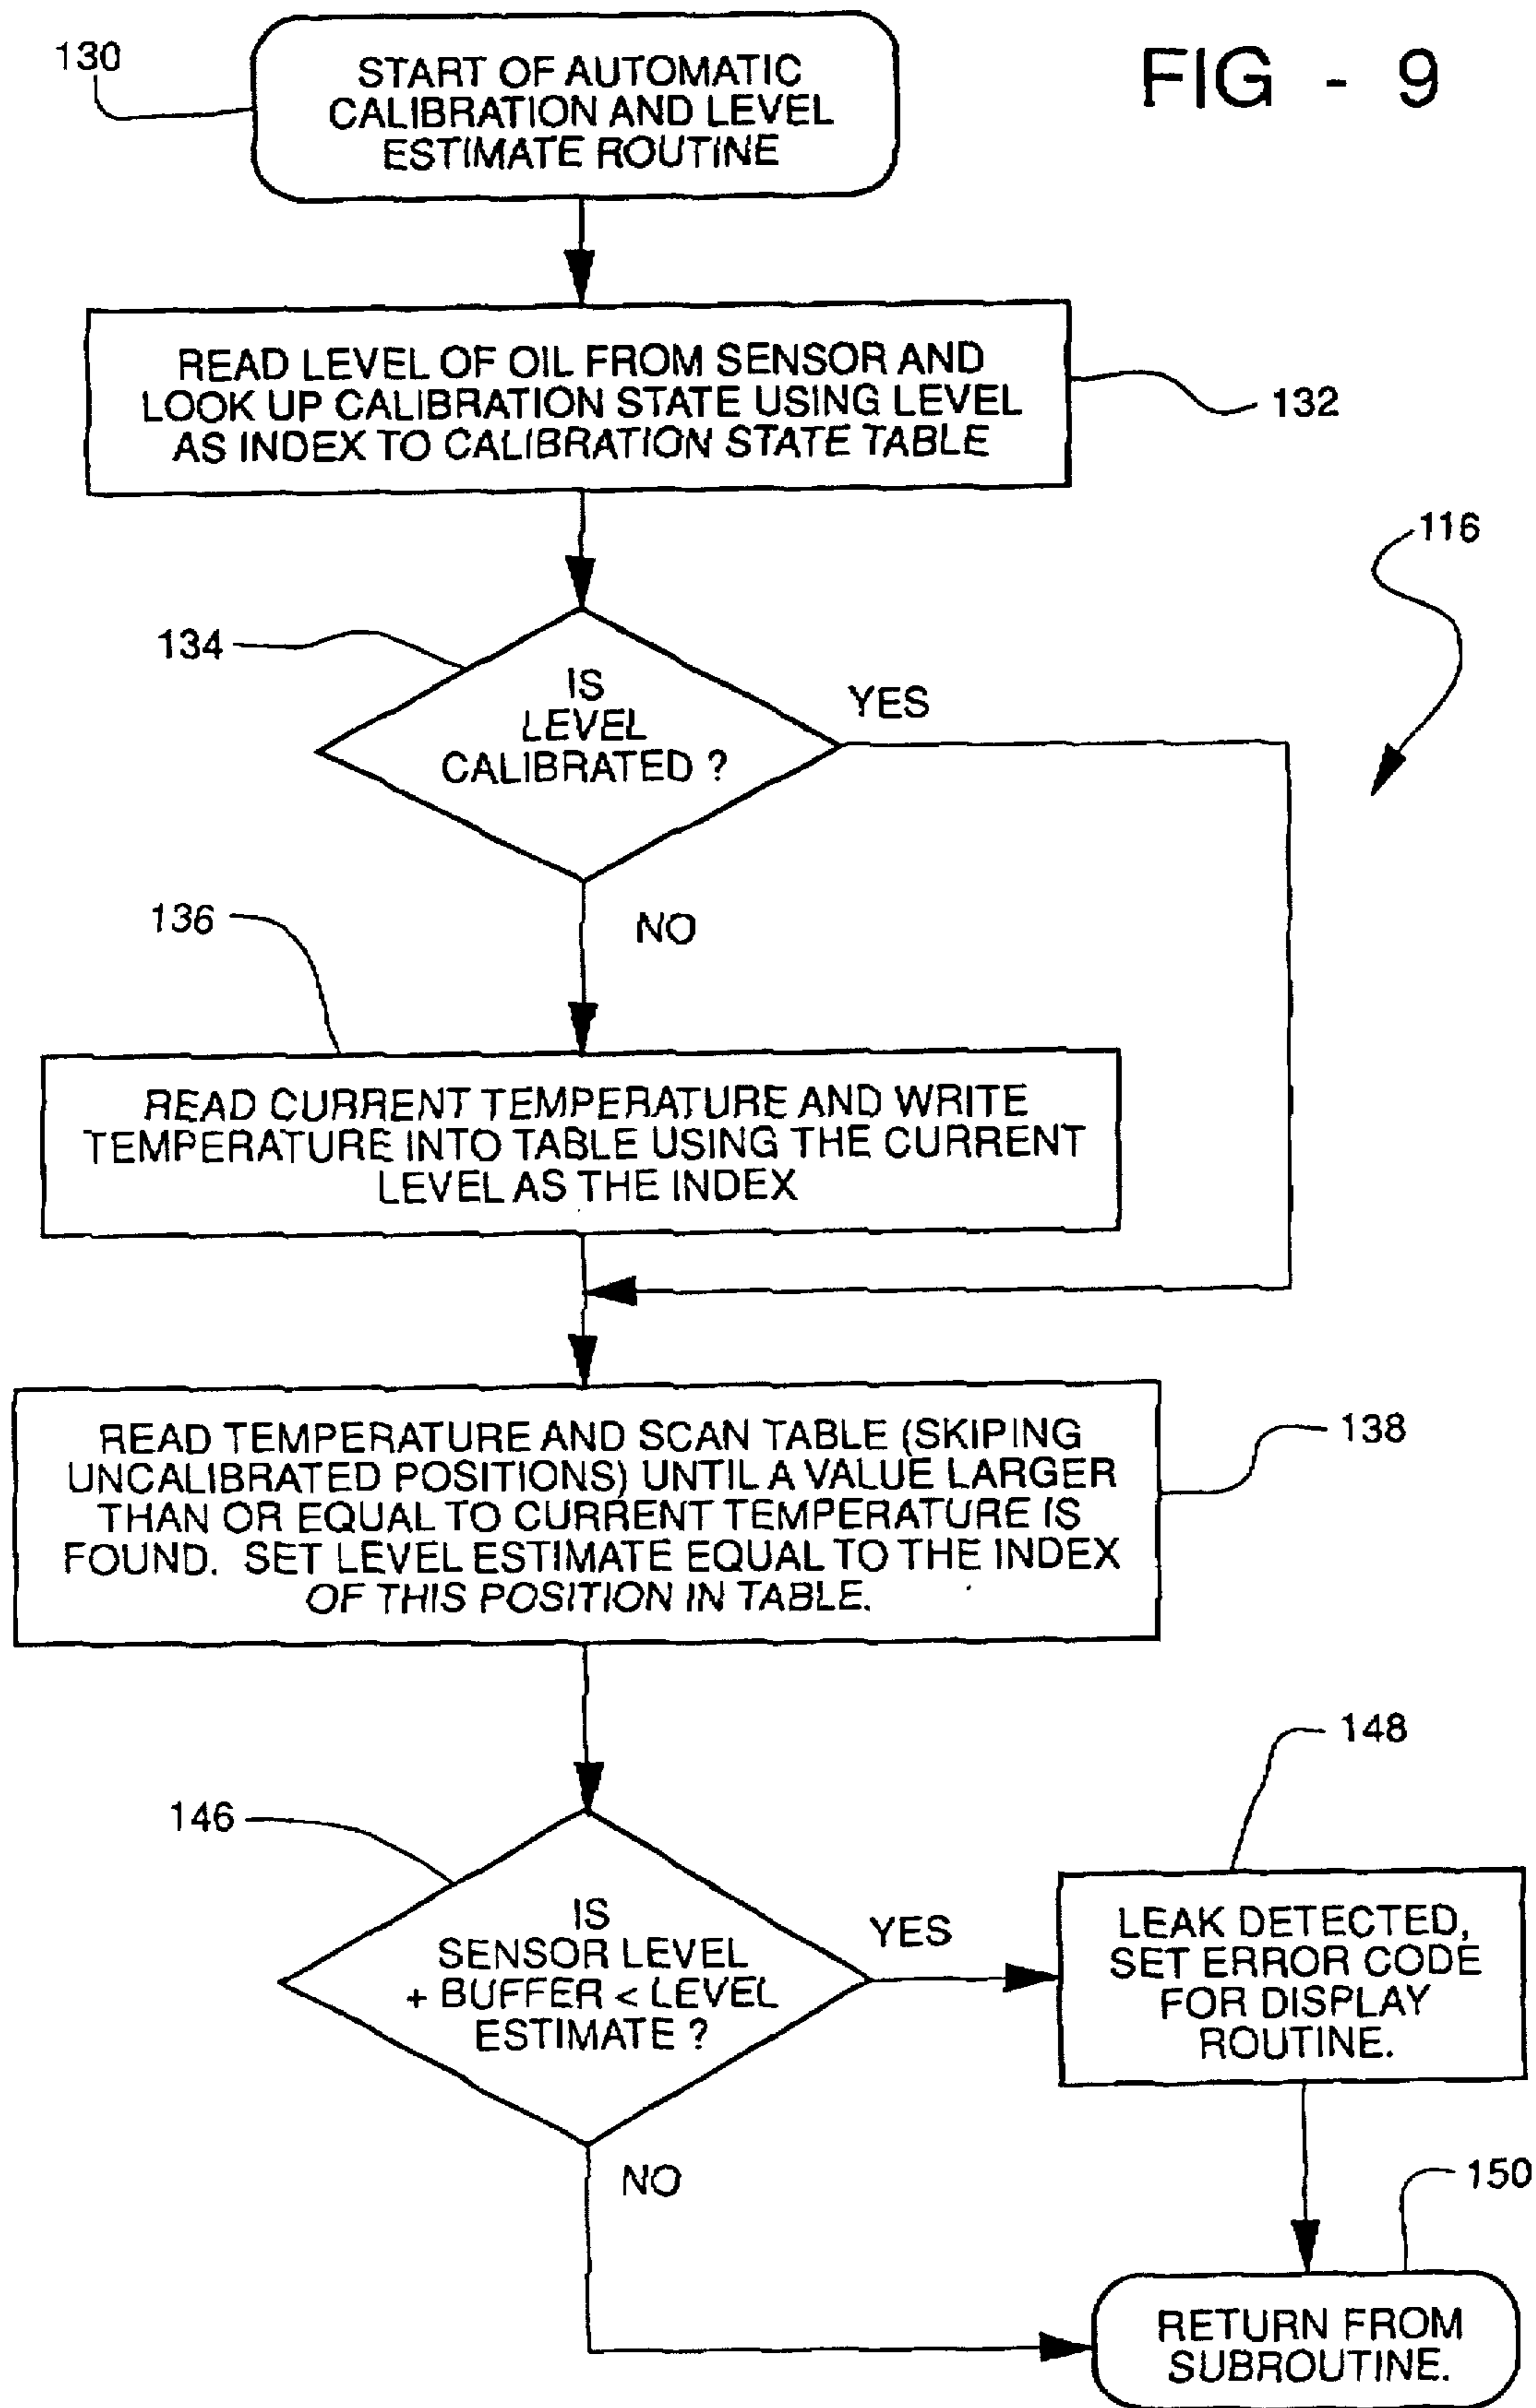 FIG - 9
130
START OF AUTOMATIC
CALIBRATION AND LEVEL
ESTIMATE ROUTINE
READ LEVEL OF OIL FROM SENSOR AND
LOOK UP CALIBRATION STATE USING LEVEL
AS INDEX TO CALIBRATION STATE TABLE
132
116
134
IS
LEVEL
CALIBRATED ?
YES
NO
136
READ CURRENT TEMPERATURE AND WRITE
TEMPERATURE INTO TABLE USING THE CURRENT
LEVEL AS THE INDEX
READ TEMPERATURE AND SCAN TABLE (SKIPING
UNCALIBRATED POSITIONS) UNTIL A VALUE LARGER
THAN OR EQUAL TO CURRENT TEMPERATURE IS
FOUND. SET LEVEL ESTIMATE EQUAL TO THE INDEX
OF THIS POSITION IN TABLE.
138
146
IS
SENSOR LEVEL
+ BUFFER < LEVEL
ESTIMATE ?
YES
NO
148
LEAK DETECTED,
SET ERROR CODE
FOR DISPLAY
ROUTINE.
150
RETURN FROM
SUBROUTINE.